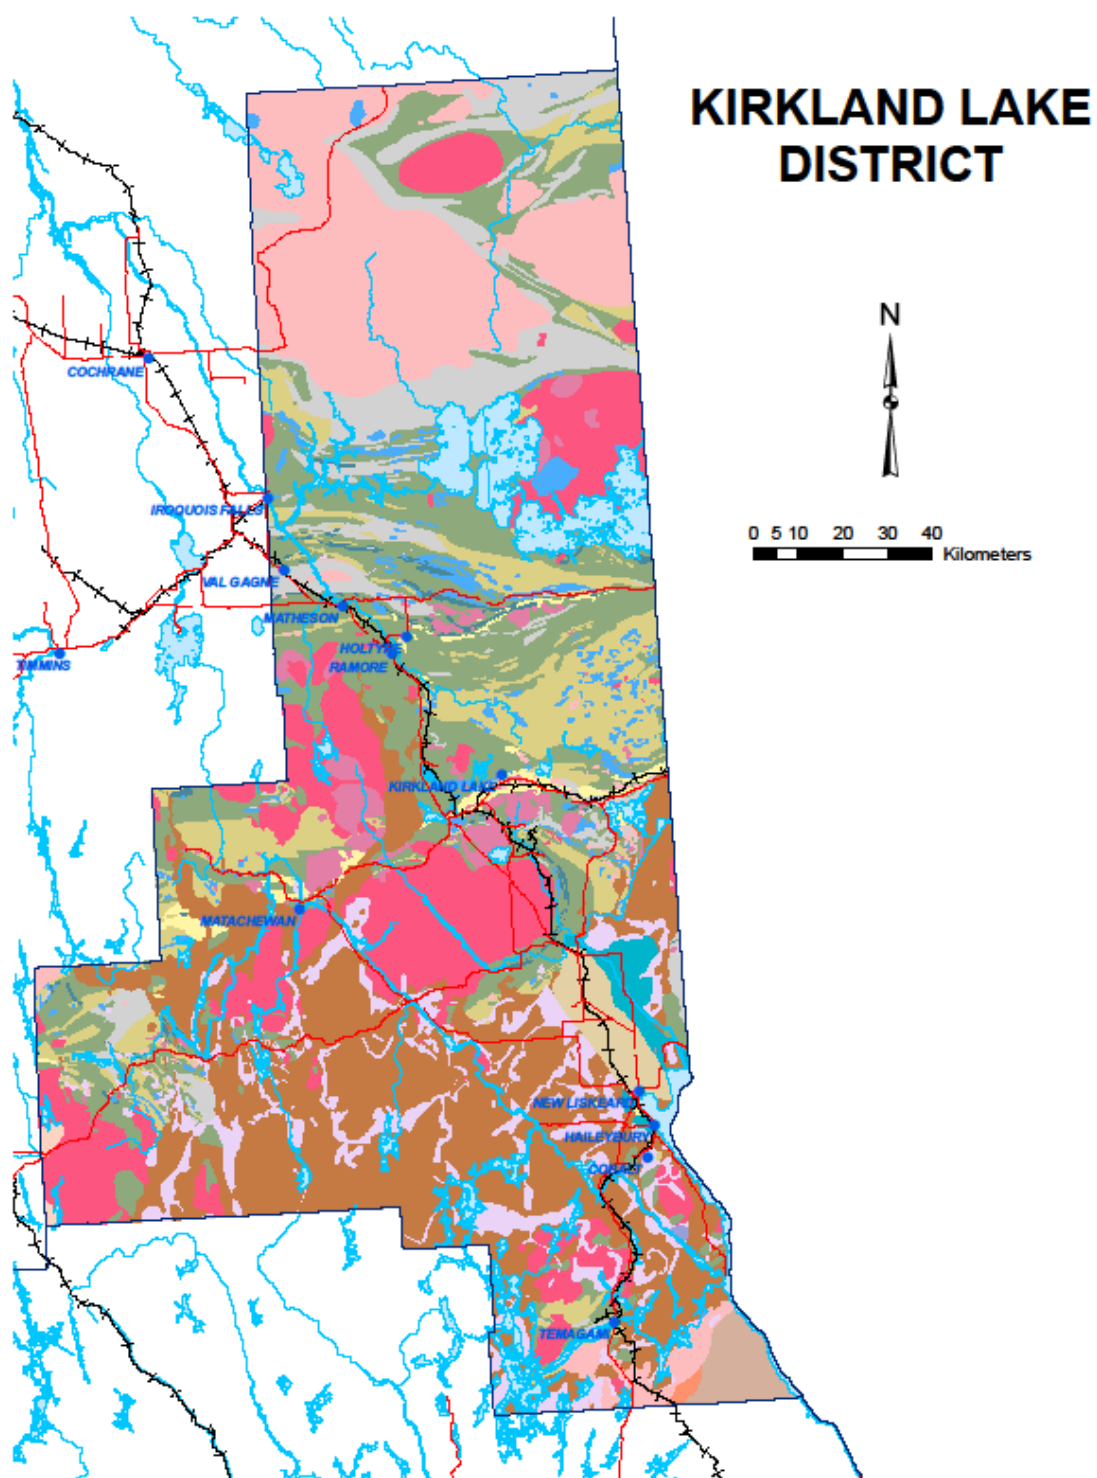 KIRKLAND LAKE
DISTRICT
N
0 5 10 20 30 40
Kilometers
COCHRANE
IROQUOIS FALLS
VAL GAGNE
MATHESON
HOLTYRE
RAMORE
TIMMINS
KIRKLAND LAKE
MATACHEWAN
NEW LISKEARD
HAILEYBURY
COBALT
TEMAGAMI